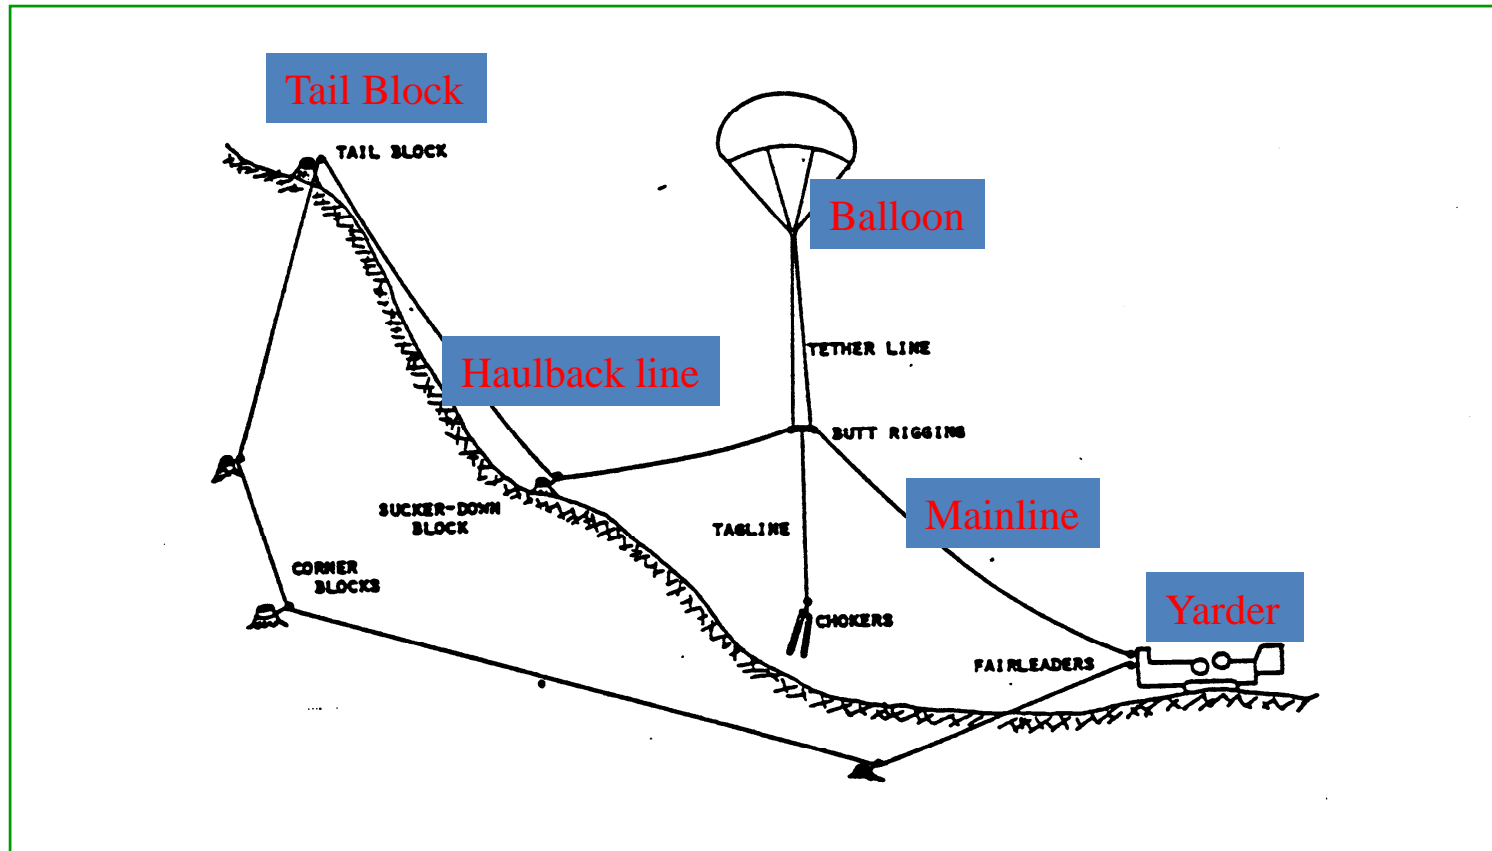 Tail Block
TAIL BLOCK
Balloon
TETHER LINE
Haulback line
BUTT RIGGING
Mainline
SUCKER-DOWN
BLOCK
TAGLINE
CORNER
BLOCKS
Yarder
CHOKERS
FAIRLEADERS